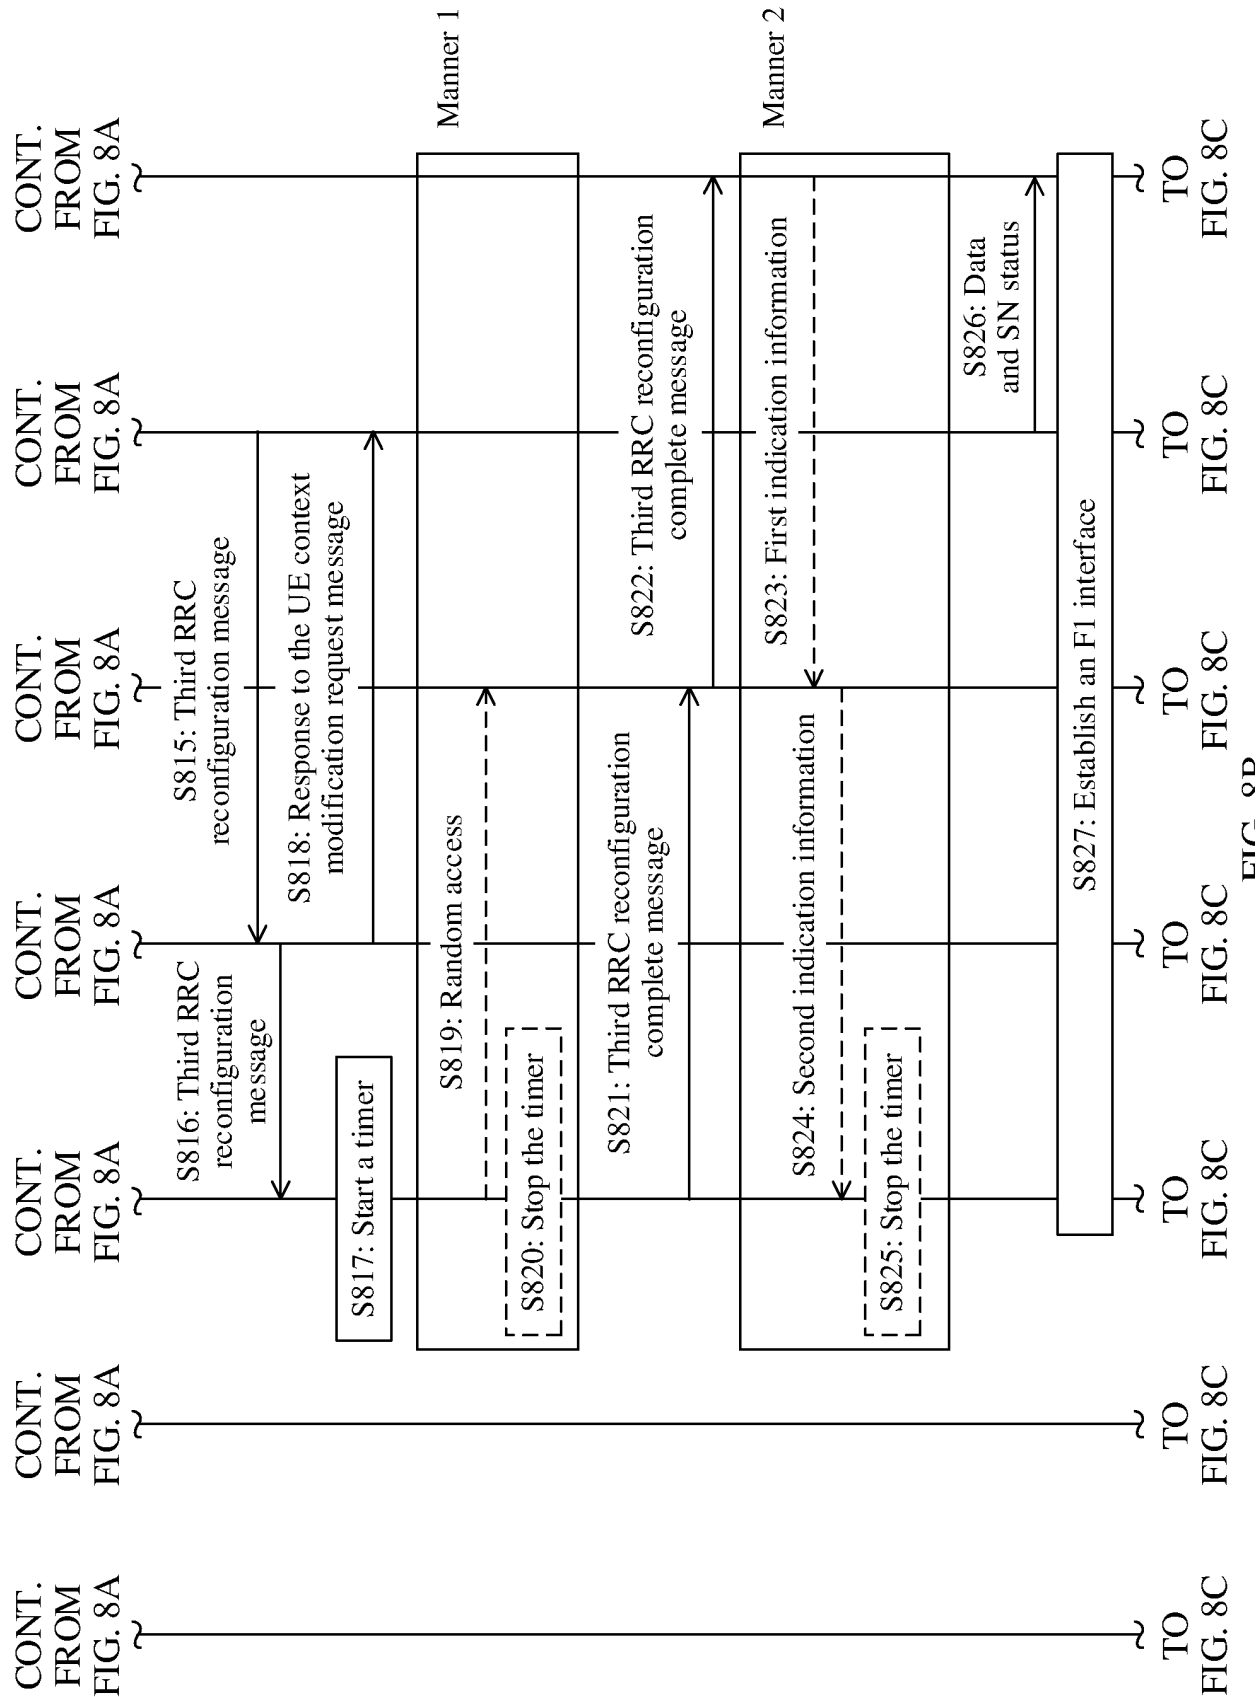 CONT.
FROM
FIG. 8A
CONT.
FROM
FIG. 8A
CONT.
FROM
FIG. 8A
CONT.
FROM
FIG. 8A
CONT.
FROM
FIG. 8A
CONT.
FROM
FIG. 8A
CONT.
FROM
FIG. 8A
S815: Third RRC
reconfiguration message
S816: Third RRC
reconfiguration
message
S817: Start a timer
S818: Response to the UE context
modification request message
Manner 1
S819: Random access
S820: Stop the timer
S821: Third RRC reconfiguration
complete message
S822: Third RRC reconfiguration
complete message
Manner 2
S823: First indication information
S824: Second indication information
S825: Stop the timer
S826: Data
and SN status
S827: Establish an F1 interface
TO
FIG. 8C
TO
FIG. 8C
TO
FIG. 8C
TO
FIG. 8C
TO
FIG. 8C
TO
FIG. 8C
TO
FIG. 8C
FIG. 8B